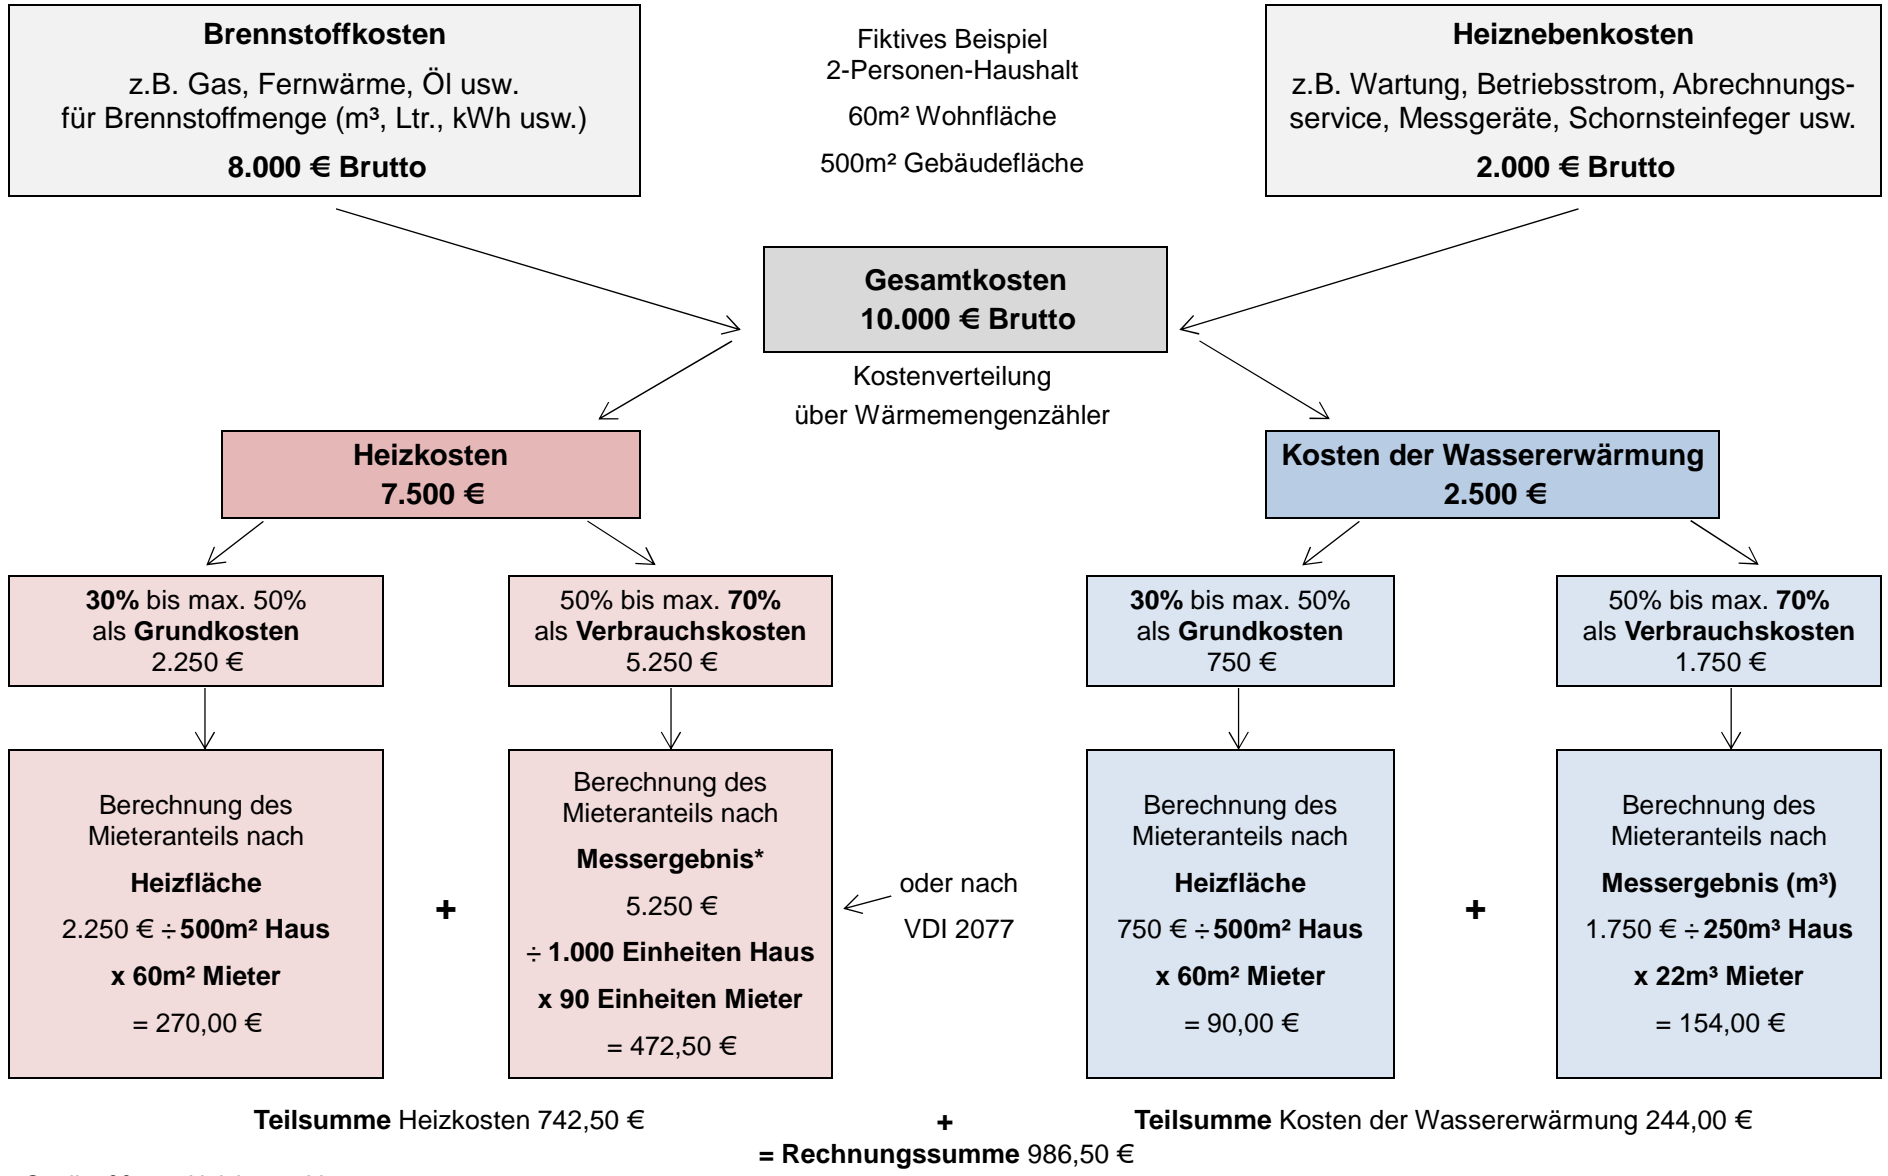 Brennstoffkosten
z.B. Gas, Fernwärme, Öl usw.
für Brennstoffmenge (m³, Ltr., kWh usw.)
8.000 € Brutto
Fiktives Beispiel
2-Personen-Haushalt
60m² Wohnfläche
500m² Gebäudefläche
Heiznebenkosten
z.B. Wartung, Betriebsstrom, Abrechnungs-
service, Messgeräte, Schornsteinfeger usw.
2.000 € Brutto
Gesamtkosten
10.000 € Brutto
Kostenverteilung
über Wärmemengenzähler
Heizkosten
7.500 €
Kosten der Wassererwärmung
2.500 €
30% bis max. 50%
als Grundkosten
2.250 €
50% bis max. 70%
als Verbrauchskosten
5.250 €
30% bis max. 50%
als Grundkosten
750 €
50% bis max. 70%
als Verbrauchskosten
1.750 €
Berechnung des
Mieteranteils nach
Heizfläche
2.250 € ÷ 500m² Haus
x 60m² Mieter
= 270,00 €
+
Berechnung des
Mieteranteils nach
Messergebnis*
5.250 €
÷ 1.000 Einheiten Haus
x 90 Einheiten Mieter
= 472,50 €
oder nach
VDI 2077
Berechnung des
Mieteranteils nach
Heizfläche
750 € ÷ 500m² Haus
x 60m² Mieter
= 90,00 €
+
Berechnung des
Mieteranteils nach
Messergebnis (m³)
1.750 € ÷ 250m³ Haus
x 22m³ Mieter
= 154,00 €
Teilsumme Heizkosten 742,50 €
+
Teilsumme Kosten der Wassererwärmung 244,00 €
= Rechnungssumme 986,50 €